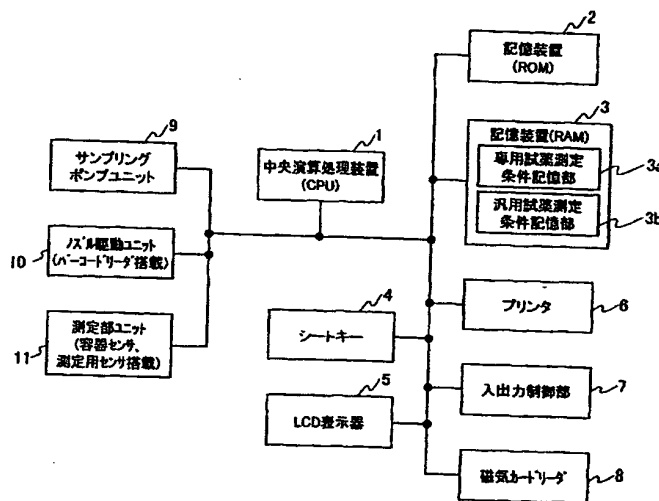 2
記憶装置
(ROM)
3
記憶装置(RAM)
専用試薬測定
条件記憶部
3a
汎用試薬測定
条件記憶部
3b
9
サンプリング
ポンプユニット
1
中央演算処理装置
(CPU)
10
ノズル駆動ユニット
(バーコードリーダ搭載)
4
シートキー
プリンタ
6
11
測定部ユニット
(容器センサ、
測定用センサ搭載)
5
LCD表示器
入出力制御部
7
磁気カードリーダ
8